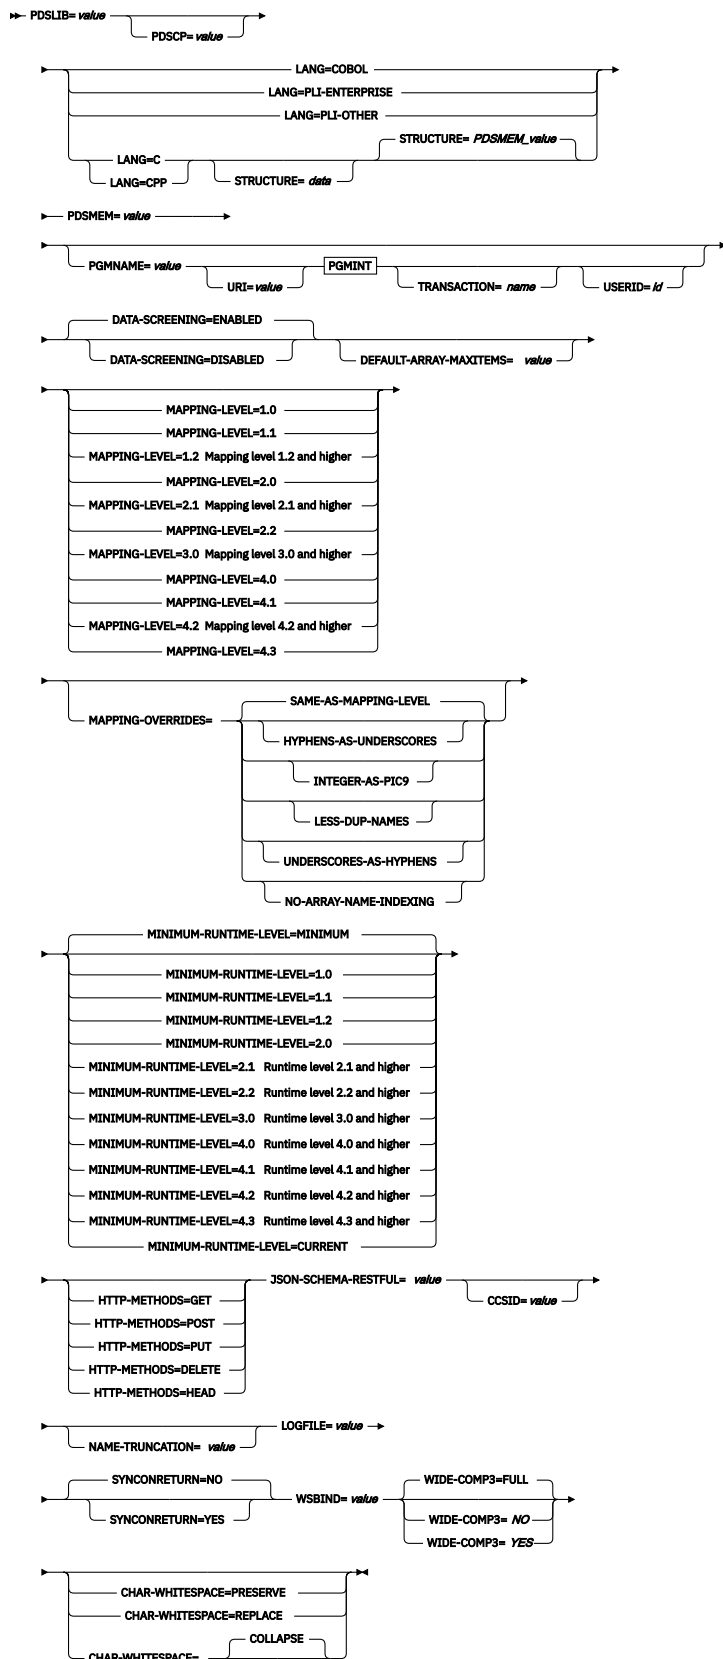 PDSLIB= value
PDSCP= value
LANG=COBOL
LANG=PLI-ENTERPRISE
LANG=PLI-OTHER
STRUCTURE= PDSMEM_value
LANG=C
LANG=CPP STRUCTURE= data
PDSMEM= value
PGMNAME= value PGMINT
URI=value TRANSACTION= name USERID= id
DATA-SCREENING=ENABLED
DATA-SCREENING=DISABLED DEFAULT-ARRAY-MAXITEMS= value
MAPPING-LEVEL=1.0
MAPPING-LEVEL=1.1
MAPPING-LEVEL=1.2 Mapping level 1.2 and higher
MAPPING-LEVEL=2.0
MAPPING-LEVEL=2.1 Mapping level 2.1 and higher
MAPPING-LEVEL=2.2
MAPPING-LEVEL=3.0 Mapping level 3.0 and higher
MAPPING-LEVEL=4.0
MAPPING-LEVEL=4.1
MAPPING-LEVEL=4.2 Mapping level 4.2 and higher
MAPPING-LEVEL=4.3
SAME-AS-MAPPING-LEVEL
MAPPING-OVERRIDES=
HYPHENS-AS-UNDERSCORES
INTEGER-AS-PIC9
LESS-DUP-NAMES
UNDERSCORES-AS-HYPHENS
NO-ARRAY-NAME-INDEXING
MINIMUM-RUNTIME-LEVEL=MINIMUM
MINIMUM-RUNTIME-LEVEL=1.0
MINIMUM-RUNTIME-LEVEL=1.1
MINIMUM-RUNTIME-LEVEL=1.2
MINIMUM-RUNTIME-LEVEL=2.0
MINIMUM-RUNTIME-LEVEL=2.1 Runtime level 2.1 and higher
MINIMUM-RUNTIME-LEVEL=2.2 Runtime level 2.2 and higher
MINIMUM-RUNTIME-LEVEL=3.0 Runtime level 3.0 and higher
MINIMUM-RUNTIME-LEVEL=4.0 Runtime level 4.0 and higher
MINIMUM-RUNTIME-LEVEL=4.1 Runtime level 4.1 and higher
MINIMUM-RUNTIME-LEVEL=4.2 Runtime level 4.2 and higher
MINIMUM-RUNTIME-LEVEL=4.3 Runtime level 4.3 and higher
MINIMUM-RUNTIME-LEVEL=CURRENT
JSON-SCHEMA-RESTFUL= value
HTTP-METHODS=GET CCSID= value
HTTP-METHODS=POST
HTTP-METHODS=PUT
HTTP-METHODS=DELETE
HTTP-METHODS=HEAD
LOGFILE= value
NAME-TRUNCATION= value
SYNCONRETURN=NO WIDE-COMP3=FULL
WSBIND= value
SYNCONRETURN=YES WIDE-COMP3= NO
WIDE-COMP3= YES
CHAR-WHITESPACE=PRESERVE
CHAR-WHITESPACE=REPLACE
COLLAPSE
CHAR-WHITESPACE=